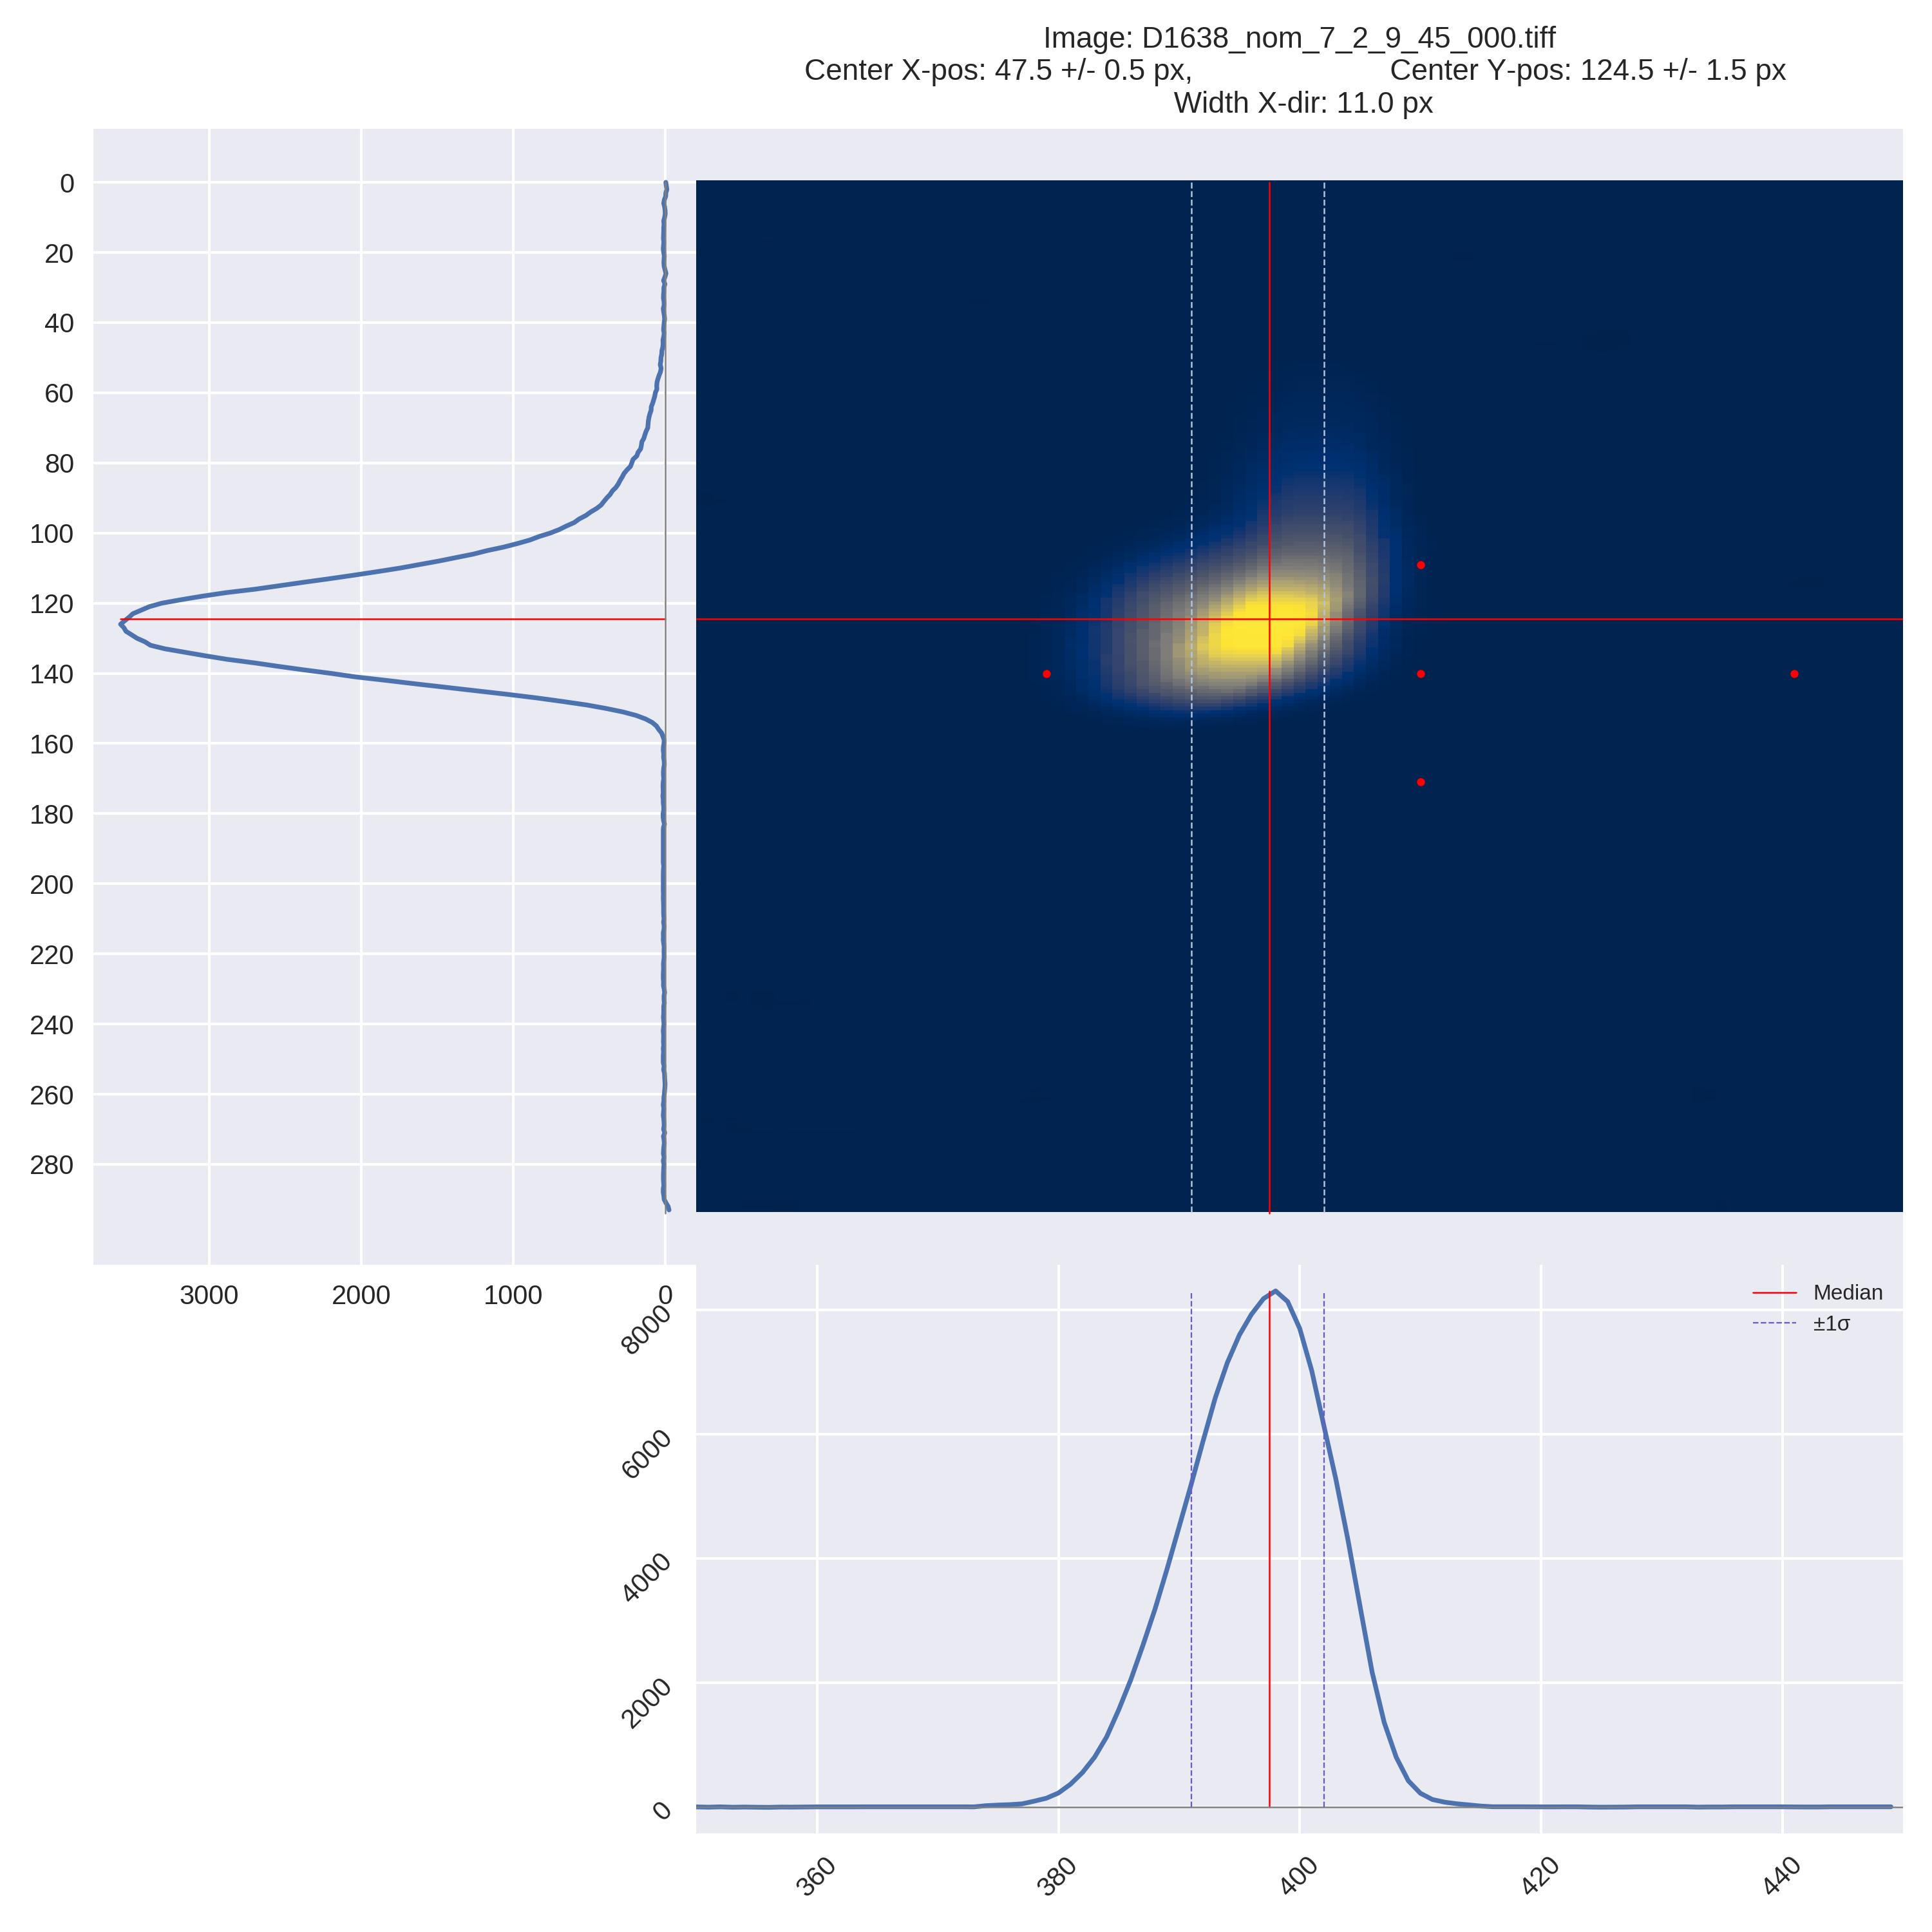 Image: D1638_nom_7_2_9_45_000.tiff
Center X-pos: 47.5 +/- 0.5 px, Center Y-pos: 124.5 +/- 1.5 px
Width X-dir: 11.0 px
0
20
40
60
80
100
120
140
160
180
200
220
240
260
280
3000 2000 1000 0
8000
6000
4000
2000
0
Median
±1σ
360 380 400 420 440